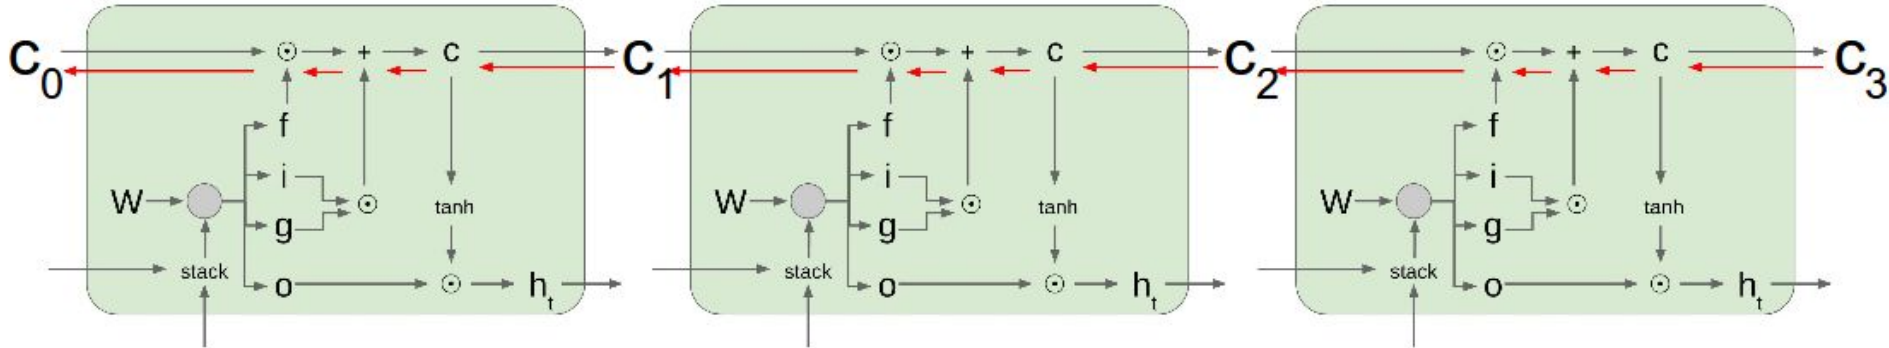 C₀ ⊙ + c C₁ ⊙ + c C₂ ⊙ + c C₃
f f f
i i i
W ⊙ tanh W ⊙ tanh W ⊙ tanh
g g g
stack stack stack
o ⊙ hₜ o ⊙ hₜ o ⊙ hₜ